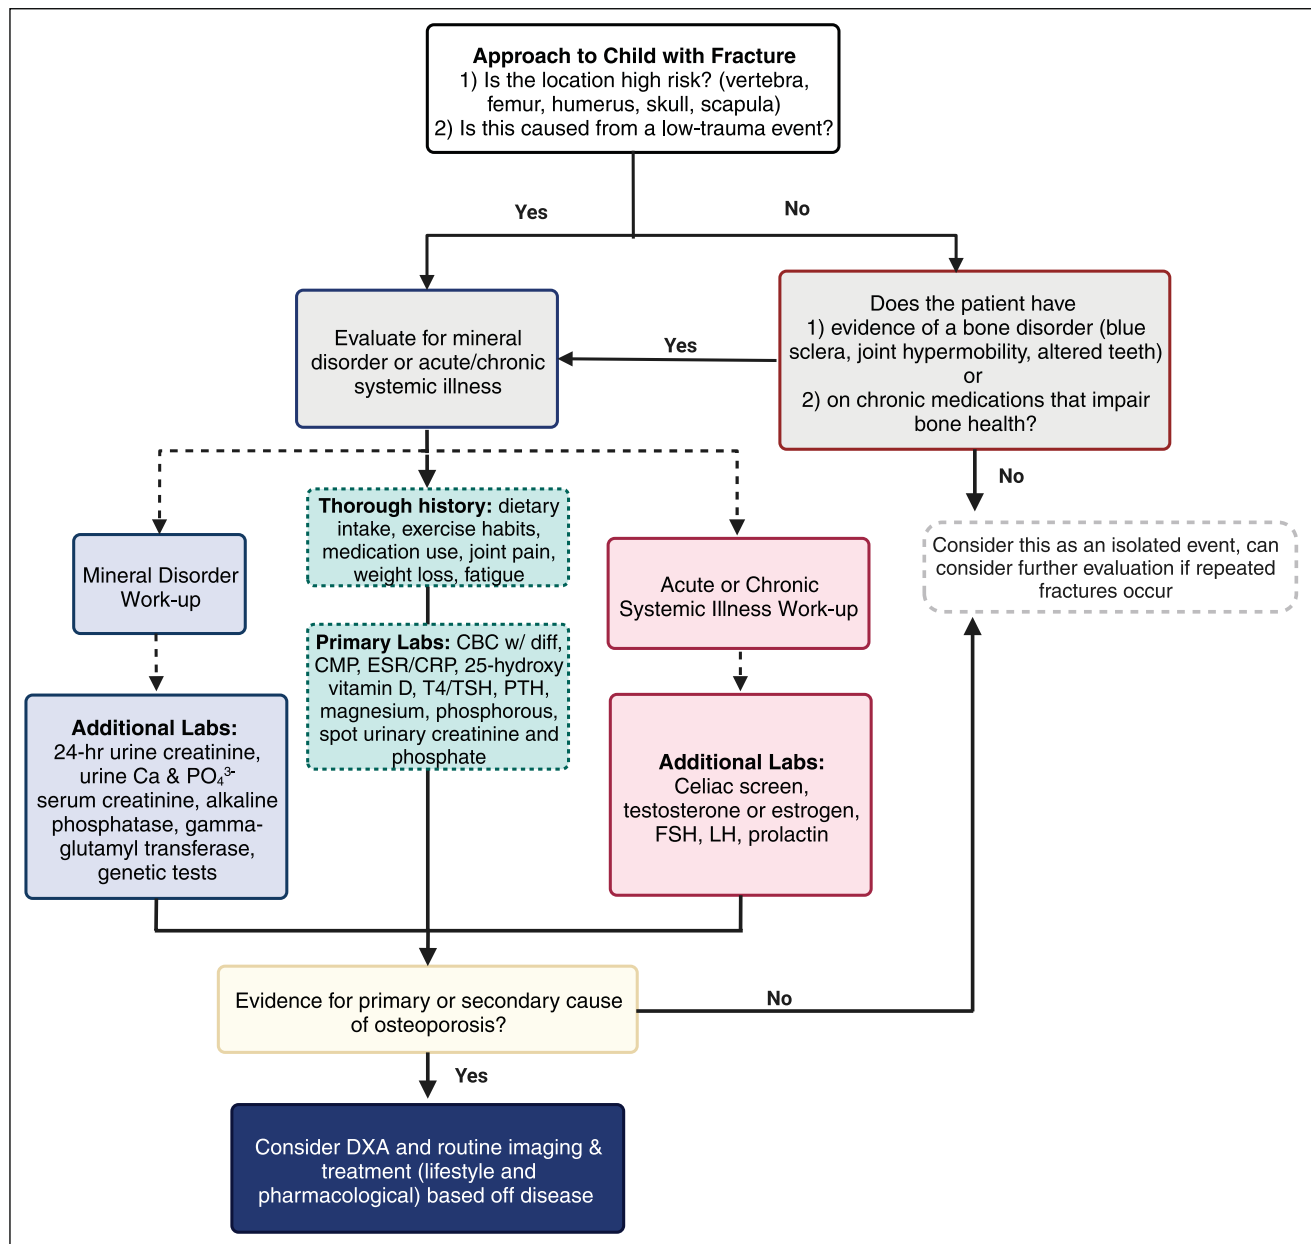 Approach to Child with Fracture
1) Is the location high risk? (vertebra,
femur, humerus, skull, scapula)
2) Is this caused from a low-trauma event?
Yes
No
Evaluate for mineral
disorder or acute/chronic
systemic illness
Yes
Does the patient have
1) evidence of a bone disorder (blue
sclera, joint hypermobility, altered teeth)
or
2) on chronic medications that impair
bone health?
No
Mineral Disorder
Work-up
Thorough history: dietary
intake, exercise habits,
medication use, joint pain,
weight loss, fatigue
Acute or Chronic
Systemic Illness Work-up
Consider this as an isolated event, can
consider further evaluation if repeated
fractures occur
Primary Labs: CBC w/ diff,
CMP, ESR/CRP, 25-hydroxy
vitamin D, T4/TSH, PTH,
magnesium, phosphorous,
spot urinary creatinine and
phosphate
Additional Labs:
24-hr urine creatinine,
urine Ca & PO₄³⁻
serum creatinine, alkaline
phosphatase, gamma-
glutamyl transferase,
genetic tests
Additional Labs:
Celiac screen,
testosterone or estrogen,
FSH, LH, prolactin
Evidence for primary or secondary cause
of osteoporosis?
No
Yes
Consider DXA and routine imaging &
treatment (lifestyle and
pharmacological) based off disease